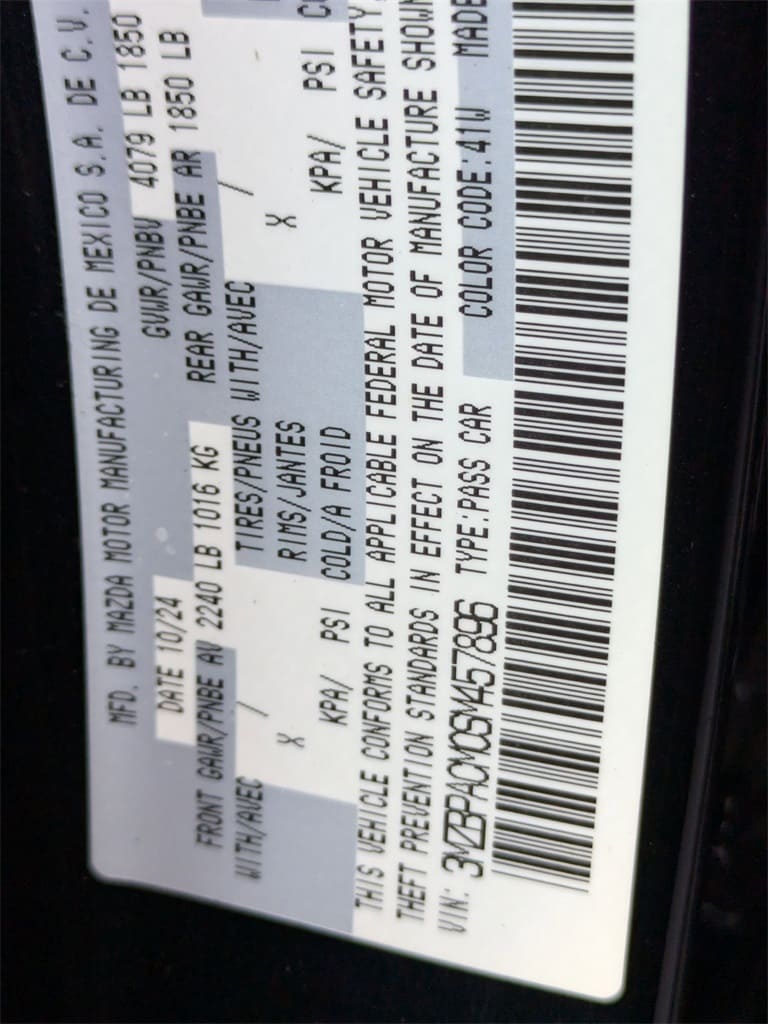 MFD. BY MAZDA MOTOR MANUFACTURING DE MEXICO S.A. DE C.V.
DATE 10/24 GVWR/PNBV 4079 LB 1850
FRONT GAWR/PNBE AV 2240 LB 1016 KG REAR GAWR/PNBE AR 1850 LB
WITH/AVEC / TIRES/PNEUS WITH/AVEC /
X RIMS/JANTES X
KPA/ PSI COLD/A FROID KPA/ PSI
THIS VEHICLE CONFORMS TO ALL APPLICABLE FEDERAL MOTOR VEHICLE SAFETY,
THEFT PREVENTION STANDARDS IN EFFECT ON THE DATE OF MANUFACTURE SHOWN
VIN: 3MZBPACM0SM457896 TYPE:PASS CAR COLOR CODE:41W MADE